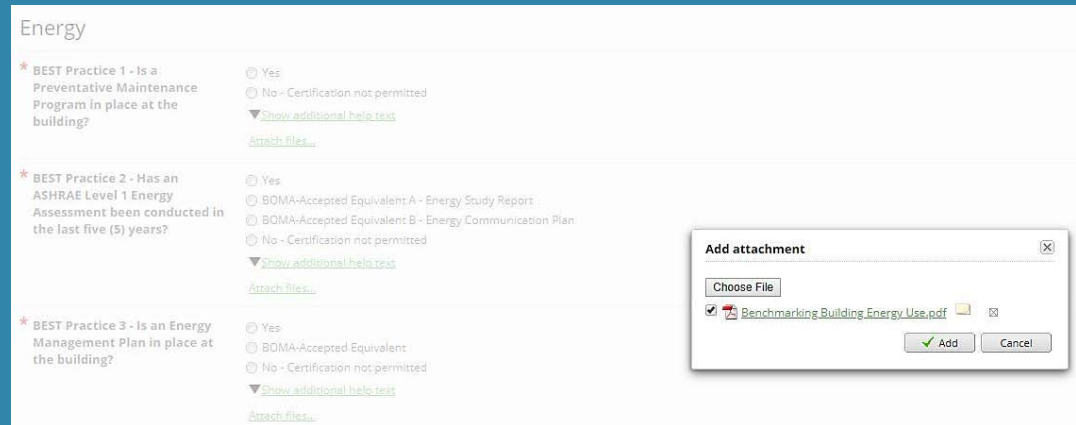 Energy
* BEST Practice 1 - Is a
Preventative Maintenance
Program in place at the
building?
Yes
No - Certification not permitted
Show additional help text
Attach files...
* BEST Practice 2 - Has an
ASHRAE Level 1 Energy
Assessment been conducted in
the last five (5) years?
Yes
BOMA-Accepted Equivalent A - Energy Study Report
BOMA-Accepted Equivalent B - Energy Communication Plan
No - Certification not permitted
Show additional help text
Attach files...
* BEST Practice 3 - Is an Energy
Management Plan in place at
the building?
Yes
BOMA-Accepted Equivalent
No - Certification not permitted
Show additional help text
Attach files...
Add attachment
Choose File
Benchmarking Building Energy Use.pdf
Add
Cancel